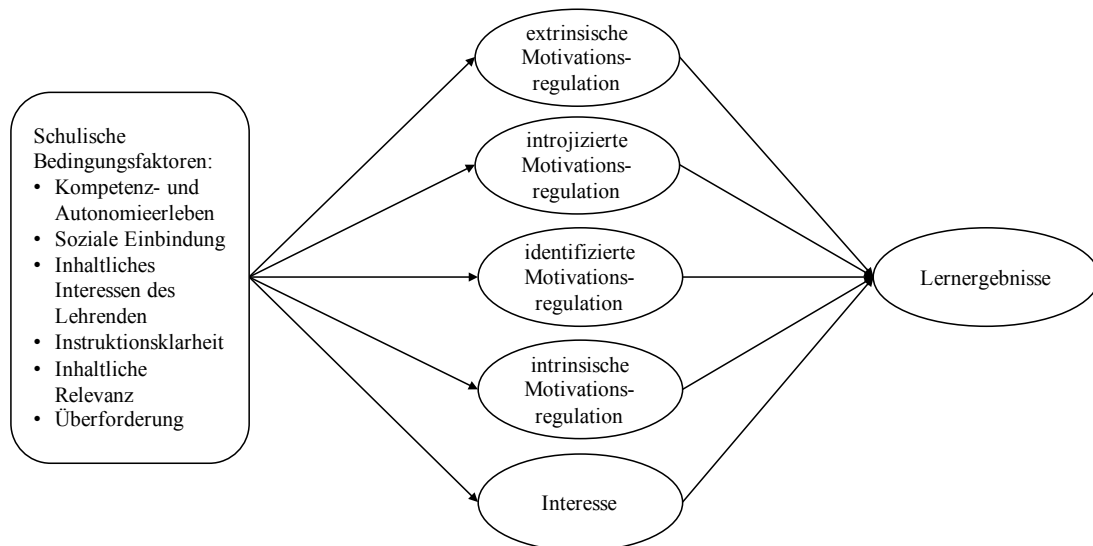 Schulische
Bedingungsfaktoren:
• Kompetenz- und
Autonomieerleben
• Soziale Einbindung
• Inhaltliches
Interessen des
Lehrenden
• Instruktionsklarheit
• Inhaltliche
Relevanz
• Überforderung
extrinsische
Motivations-
regulation
introjizierte
Motivations-
regulation
identifizierte
Motivations-
regulation
intrinsische
Motivations-
regulation
Interesse
Lernergebnisse